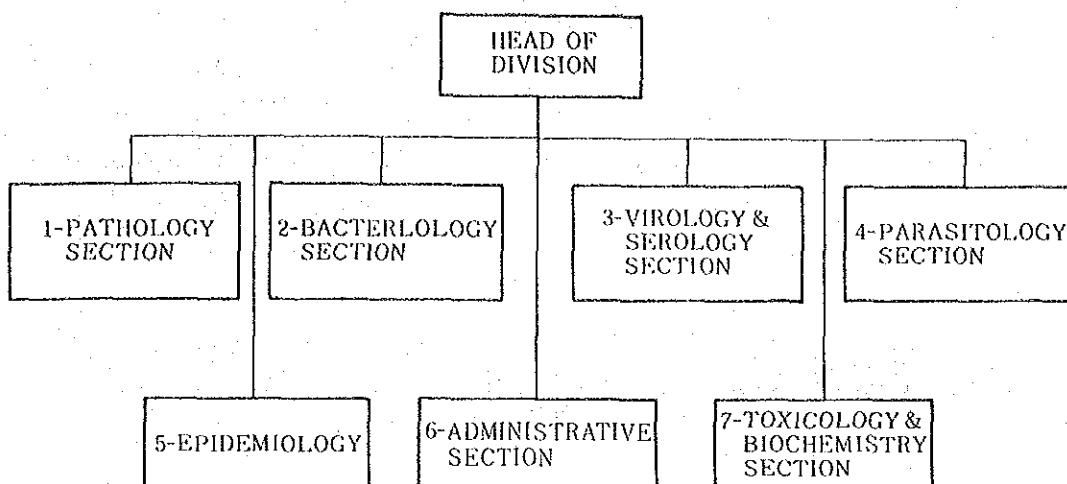 HEAD OF
DIVISION
1-PATHOLOGY
SECTION
2-BACTERLOLOGY
SECTION
3-VIROLOGY &
SEROLOGY
SECTION
4-PARASITOLOGY
SECTION
5-EPIDEMIOLOGY
6-ADMINISTRATIVE
SECTION
7-TOXICOLOGY &
BIOCHEMISTRY
SECTION